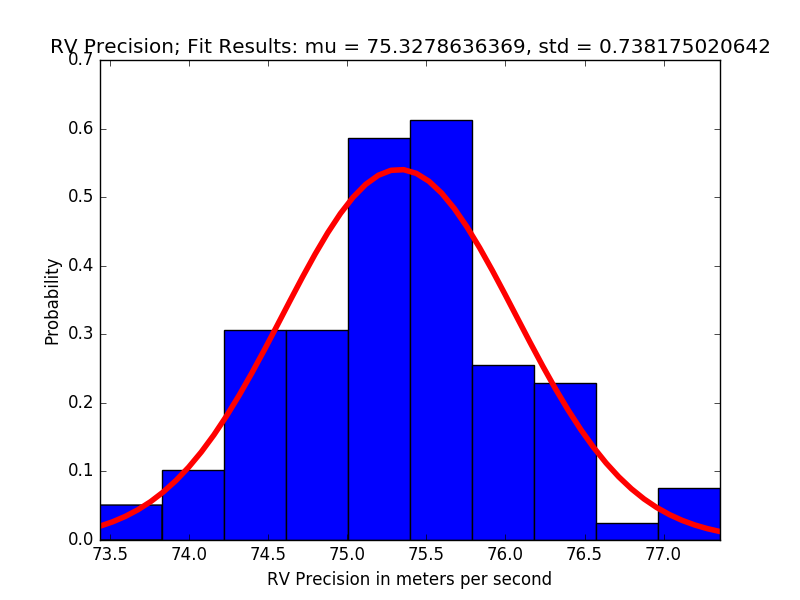 RV Precision; Fit Results: mu = 75.3278636369, std = 0.738175020642
0.7
0.6
0.5
0.4
0.3
0.2
0.1
0.0
Probability
73.5 74.0 74.5 75.0 75.5 76.0 76.5 77.0
RV Precision in meters per second